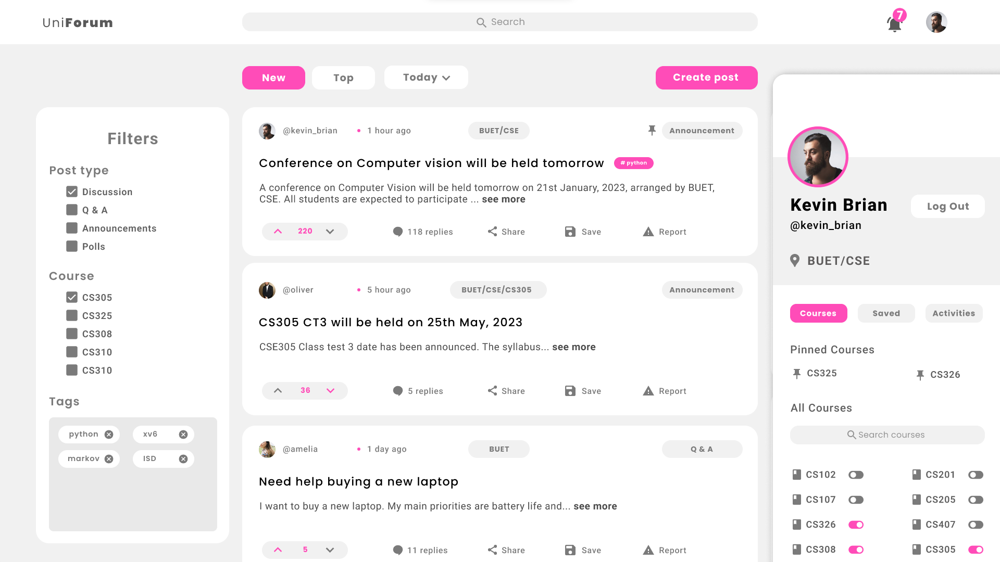 UniForum
Search
7
New
Top
Today
Create post
Filters
Post type
Discussion
Q & A
Announcements
Polls
Course
CS305
CS325
CS308
CS310
CS310
Tags
python
xv6
markov
ISD
@kevin_brian
1 hour ago
BUET/CSE
Announcement
Conference on Computer vision will be held tomorrow
# python
A conference on Computer Vision will be held tomorrow on 21st January, 2023, arranged by BUET,
CSE. All students are expected to participate ... see more
220
118 replies
Share
Save
Report
@oliver
5 hour ago
BUET/CSE/CS305
Announcement
CS305 CT3 will be held on 25th May, 2023
CSE305 Class test 3 date has been announced. The syllabus... see more
36
5 replies
Share
Save
Report
@amelia
1 day ago
BUET
Q & A
Need help buying a new laptop
I want to buy a new laptop. My main priorities are battery life and... see more
5
11 replies
Share
Save
Report
Kevin Brian
Log Out
@kevin_brian
BUET/CSE
Courses
Saved
Activities
Pinned Courses
CS325
CS326
All Courses
Search courses
CS102
CS201
CS107
CS205
CS326
CS407
CS308
CS305